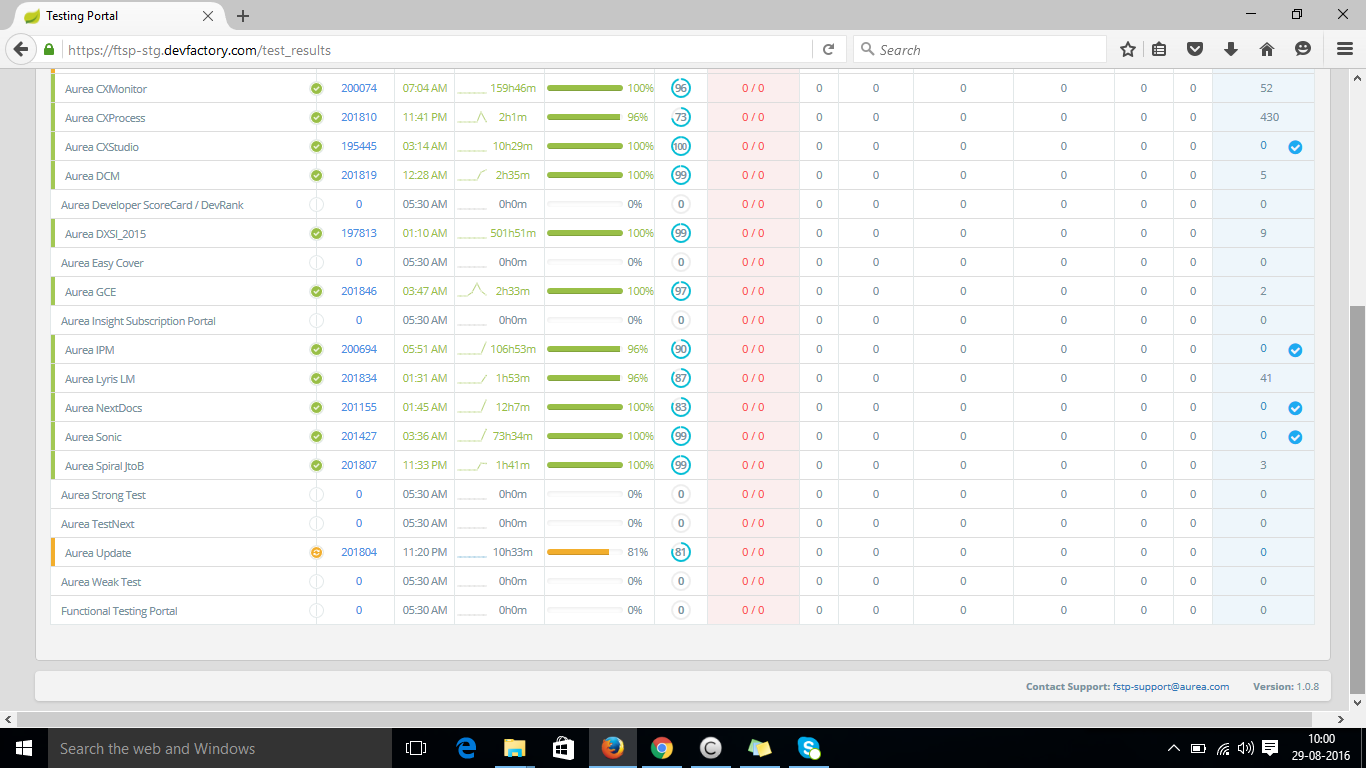 Testing Portal
https://ftsp-stg.devfactory.com/test_results
Search
Aurea CXMonitor 200074 07:04 AM 159h46m 100% 96 0 / 0 0 0 0 0 0 0 52
Aurea CXProcess 201810 11:41 PM 2h1m 96% 73 0 / 0 0 0 0 0 0 0 430
Aurea CXStudio 195445 03:14 AM 10h29m 100% 100 0 / 0 0 0 0 0 0 0 0
Aurea DCM 201819 12:28 AM 2h35m 100% 99 0 / 0 0 0 0 0 0 0 5
Aurea Developer ScoreCard / DevRank 0 05:30 AM 0h0m 0% 0 0 / 0 0 0 0 0 0 0 0
Aurea DXSI_2015 197813 01:10 AM 501h51m 100% 99 0 / 0 0 0 0 0 0 0 9
Aurea Easy Cover 0 05:30 AM 0h0m 0% 0 0 / 0 0 0 0 0 0 0 0
Aurea GCE 201846 03:47 AM 2h33m 100% 97 0 / 0 0 0 0 0 0 0 2
Aurea Insight Subscription Portal 0 05:30 AM 0h0m 0% 0 0 / 0 0 0 0 0 0 0 0
Aurea IPM 200694 05:51 AM 106h53m 96% 90 0 / 0 0 0 0 0 0 0 0
Aurea Lyris LM 201834 01:31 AM 1h53m 96% 87 0 / 0 0 0 0 0 0 0 41
Aurea NextDocs 201155 01:45 AM 12h7m 100% 83 0 / 0 0 0 0 0 0 0 0
Aurea Sonic 201427 03:36 AM 73h34m 100% 99 0 / 0 0 0 0 0 0 0 0
Aurea Spiral JtoB 201807 11:33 PM 1h41m 100% 99 0 / 0 0 0 0 0 0 0 3
Aurea Strong Test 0 05:30 AM 0h0m 0% 0 0 / 0 0 0 0 0 0 0 0
Aurea TestNext 0 05:30 AM 0h0m 0% 0 0 / 0 0 0 0 0 0 0 0
Aurea Update 201804 11:20 PM 10h33m 81% 81 0 / 0 0 0 0 0 0 0 0
Aurea Weak Test 0 05:30 AM 0h0m 0% 0 0 / 0 0 0 0 0 0 0 0
Functional Testing Portal 0 05:30 AM 0h0m 0% 0 0 / 0 0 0 0 0 0 0 0
Contact Support: fstp-support@aurea.com Version: 1.0.8
Search the web and Windows
10:00
29-08-2016